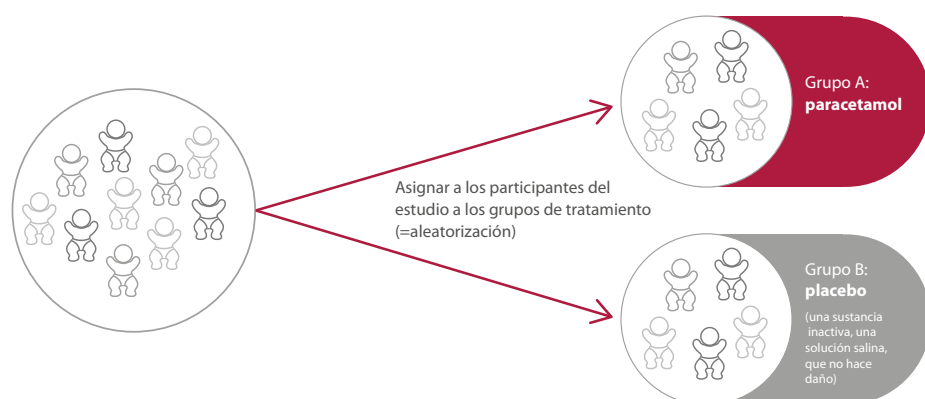 Grupo A:
paracetamol
Asignar a los participantes del
estudio a los grupos de tratamiento
(=aleatorización)
Grupo B:
placebo
(una sustancia
inactiva, una
solución salina,
que no hace
daño)